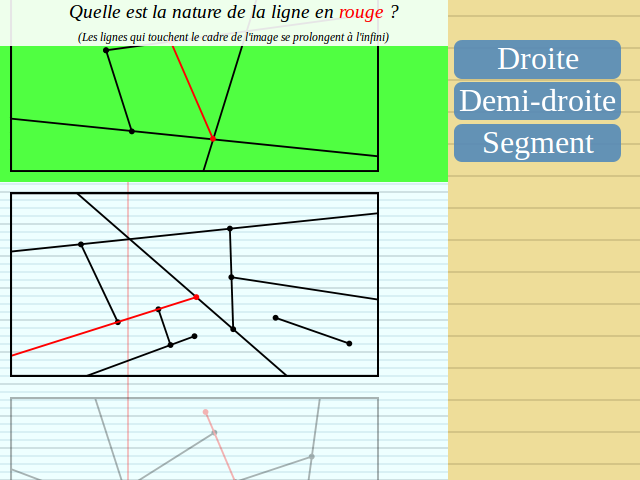 Quelle est la nature de la ligne en rouge ?
(Les lignes qui touchent le cadre de l'image se prolongent à l'infini)
Droite
Demi-droite
Segment